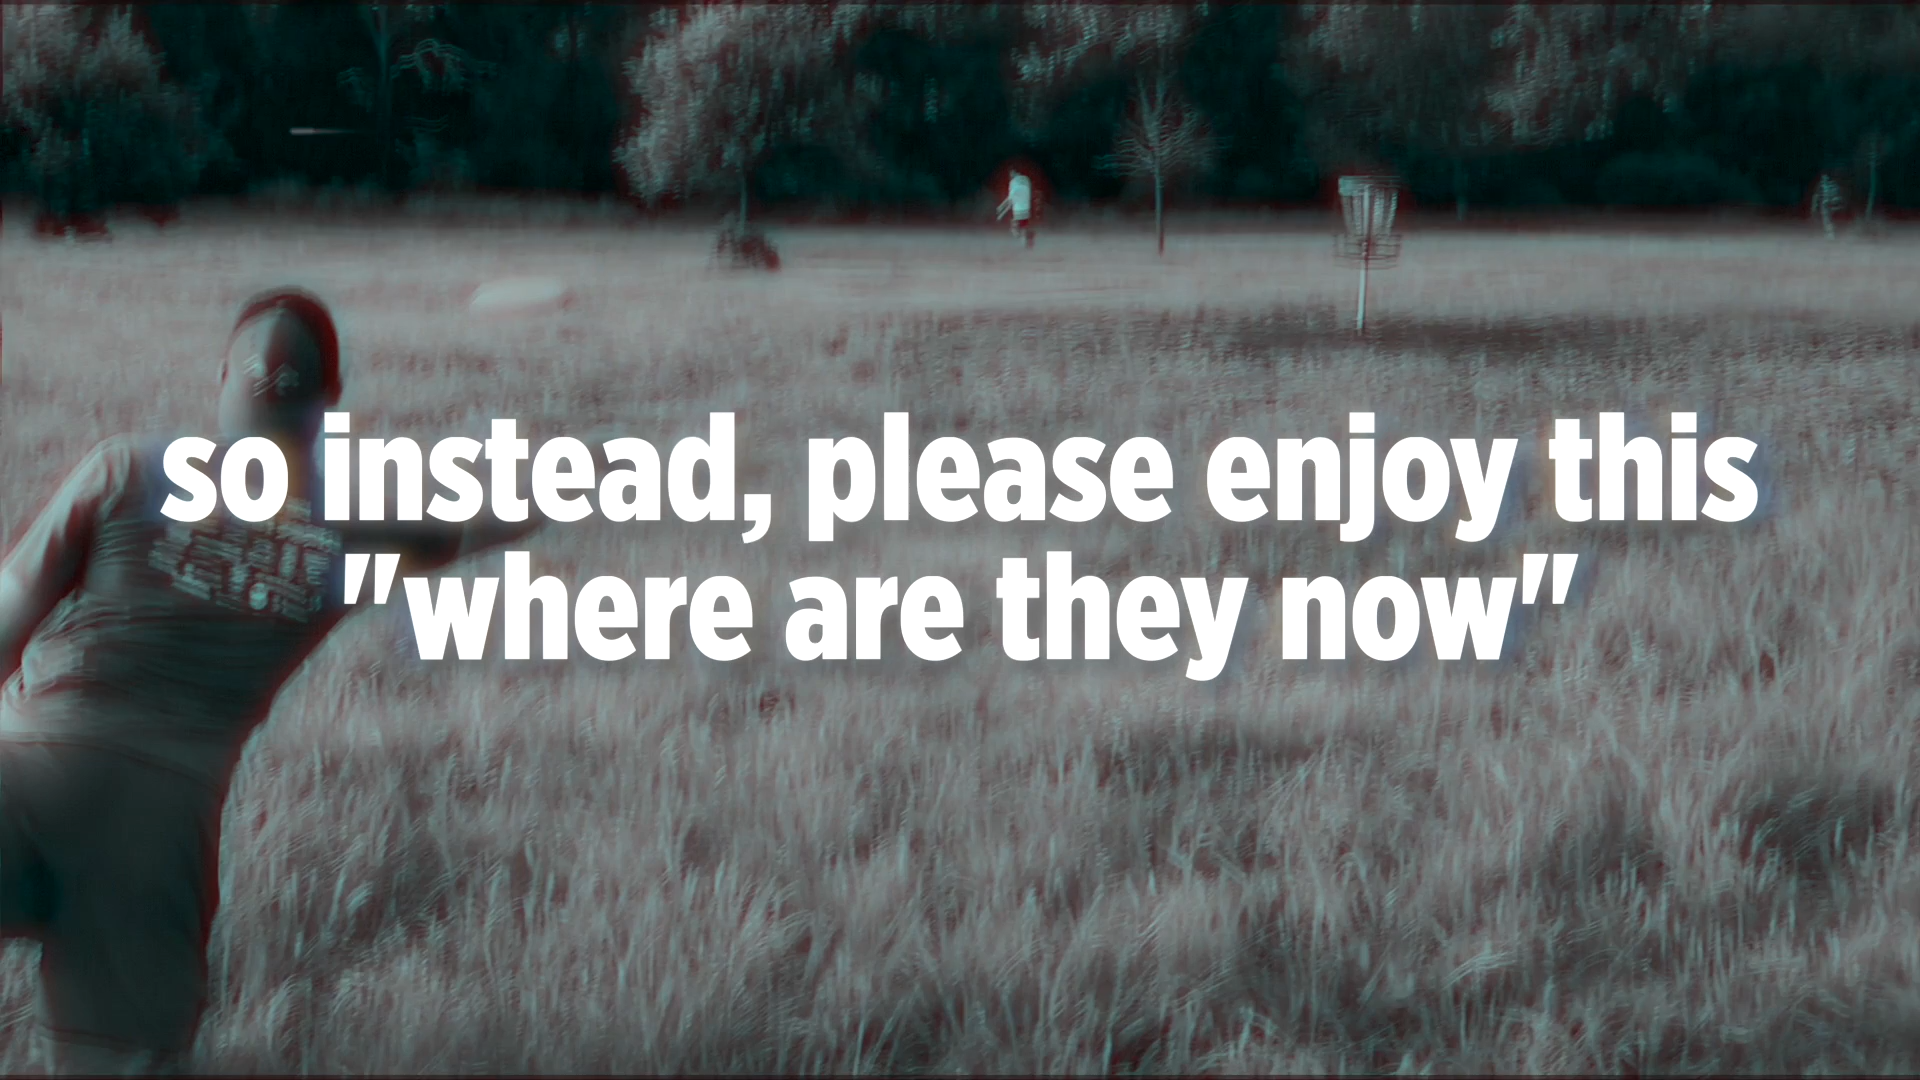 so instead, please enjoy this
"where are they now"